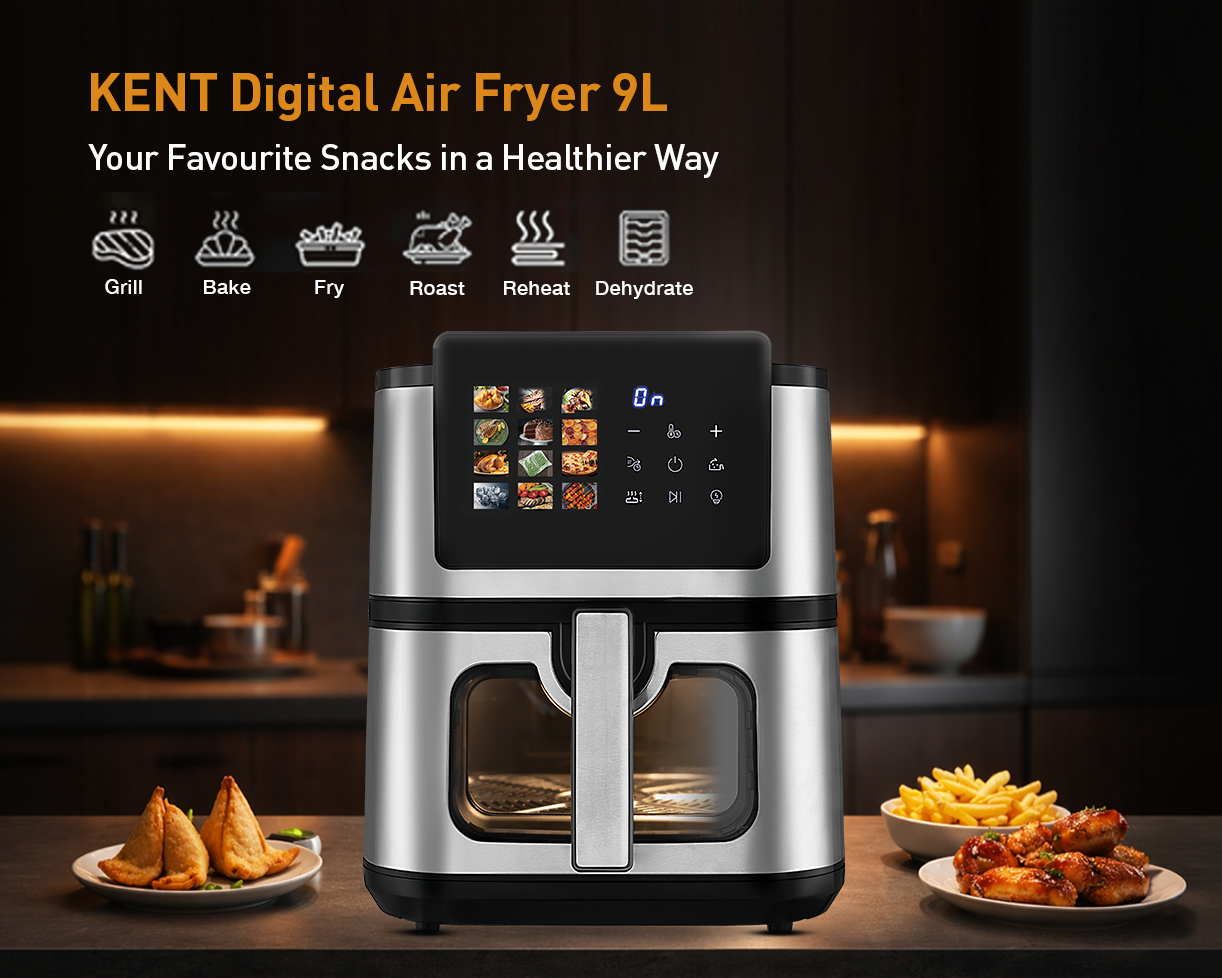 KENT Digital Air Fryer 9L
Your Favourite Snacks in a Healthier Way
Grill Bake Fry Roast Reheat Dehydrate
On